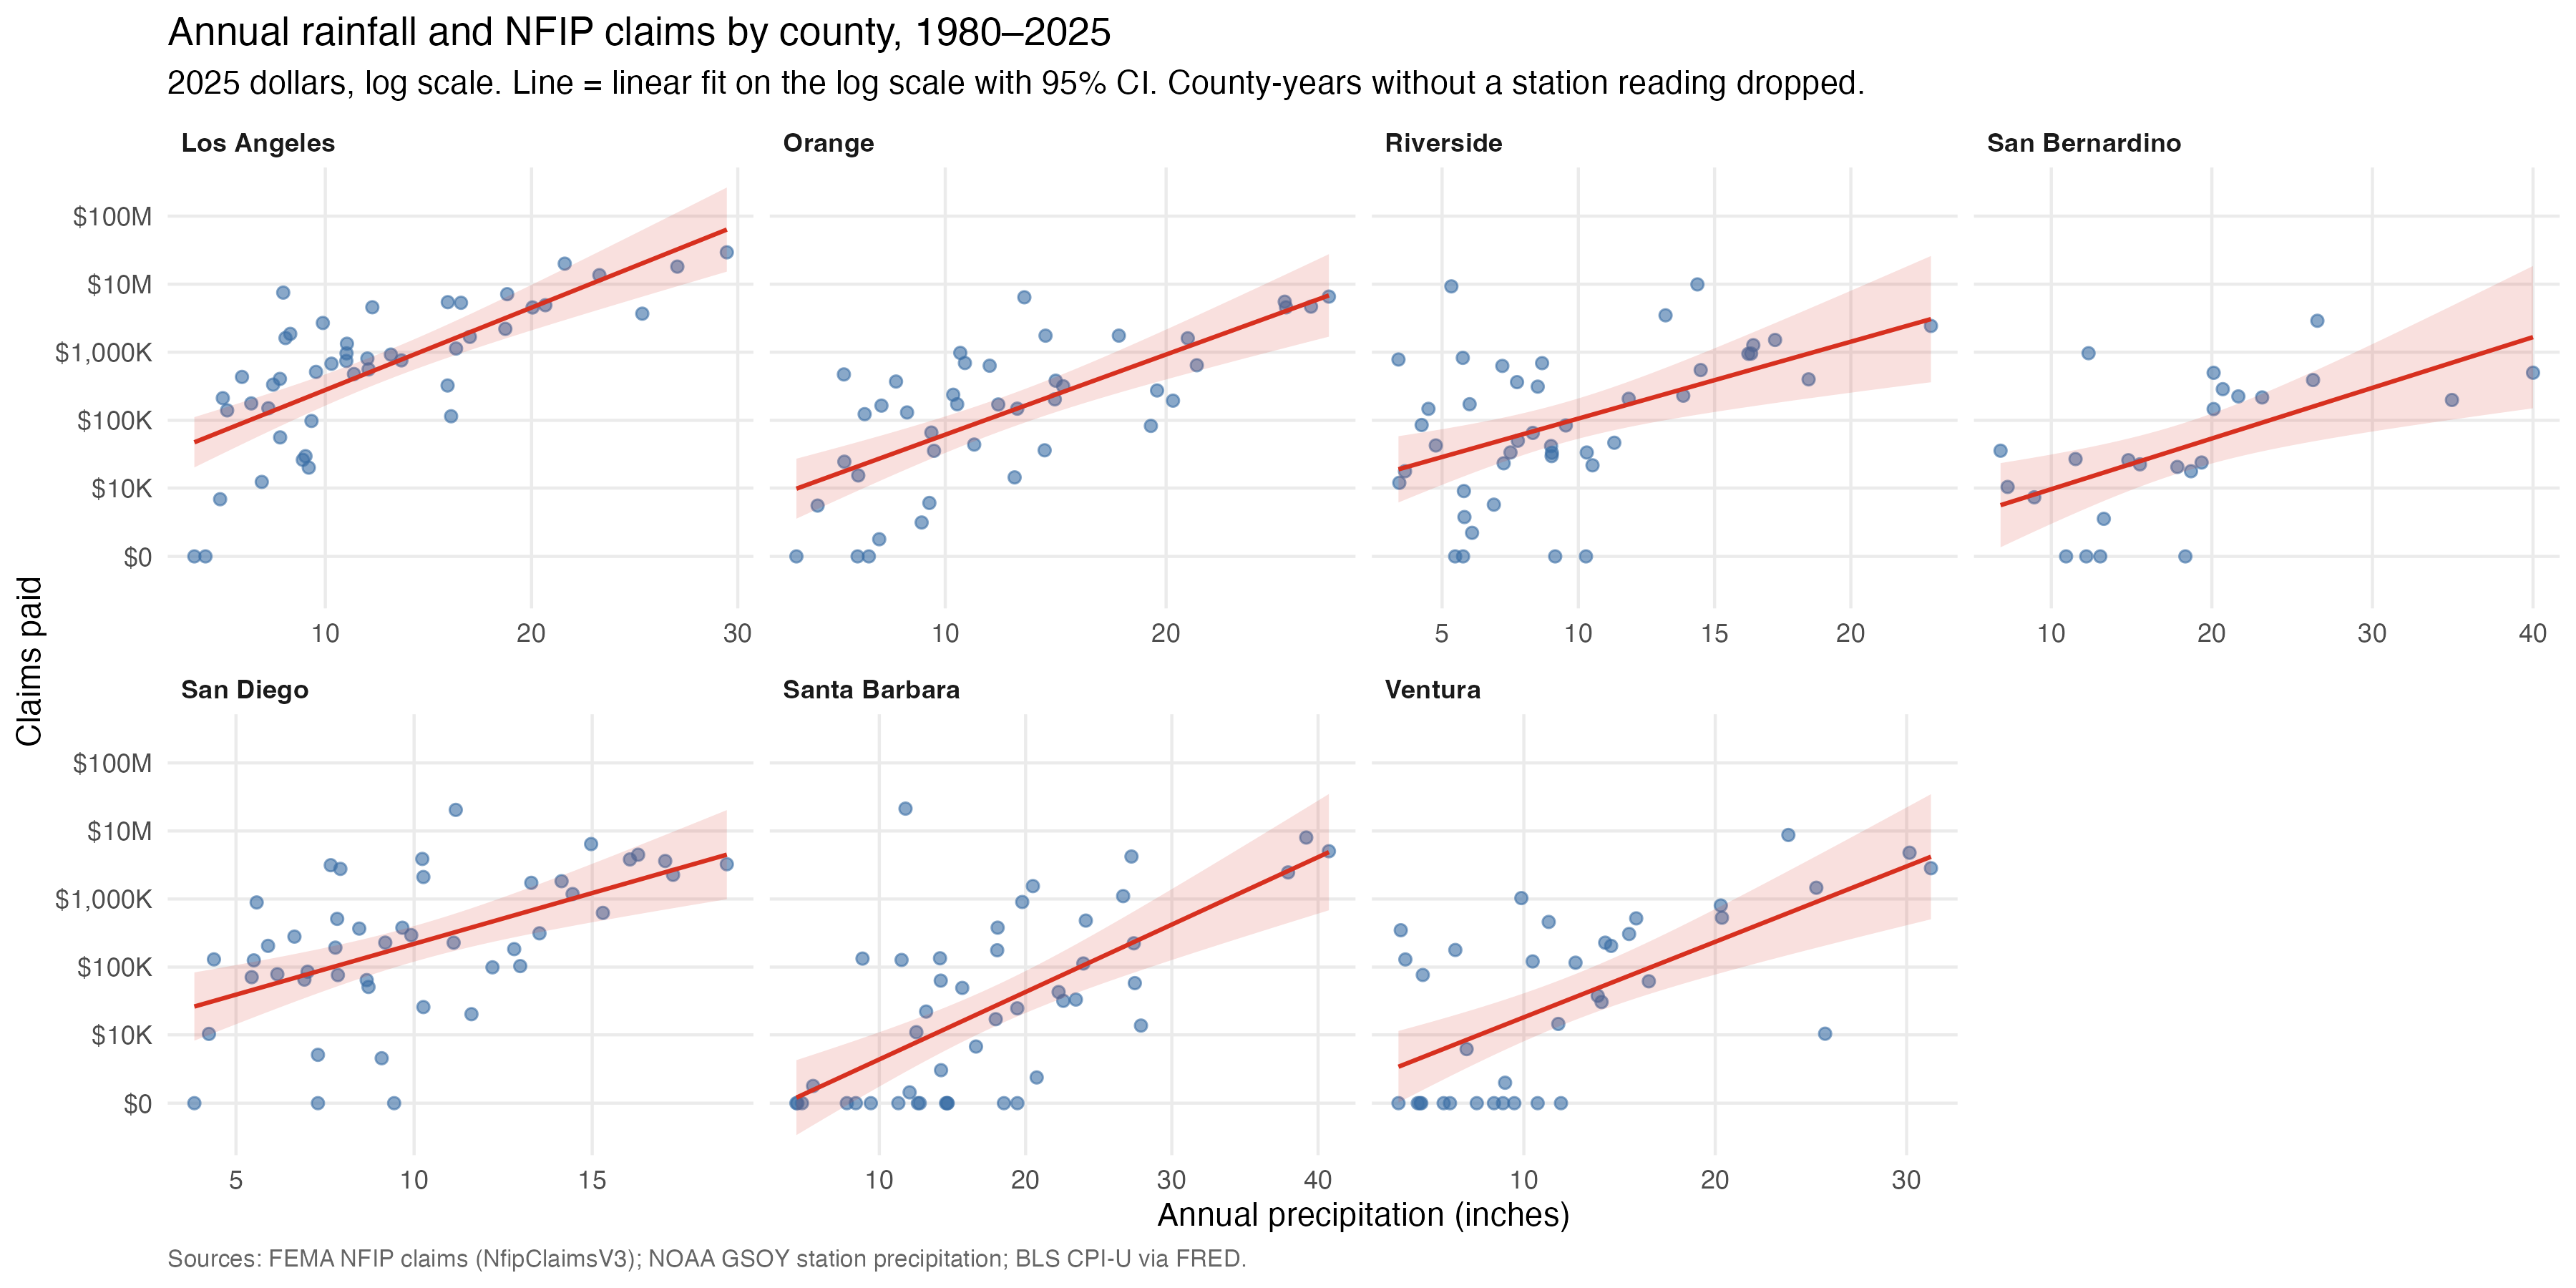 Annual rainfall and NFIP claims by county, 1980–2025
2025 dollars, log scale. Line = linear fit on the log scale with 95% CI. County-years without a station reading dropped.
Los Angeles
Orange
Riverside
San Bernardino
$100M
$10M
$1,000K
$100K
$10K
$0
10 20 30
10 20
5 10 15 20
10 20 30 40
Claims paid
San Diego
Santa Barbara
Ventura
$100M
$10M
$1,000K
$100K
$10K
$0
5 10 15
10 20 30 40
10 20 30
Annual precipitation (inches)
Sources: FEMA NFIP claims (NfipClaimsV3); NOAA GSOY station precipitation; BLS CPI-U via FRED.